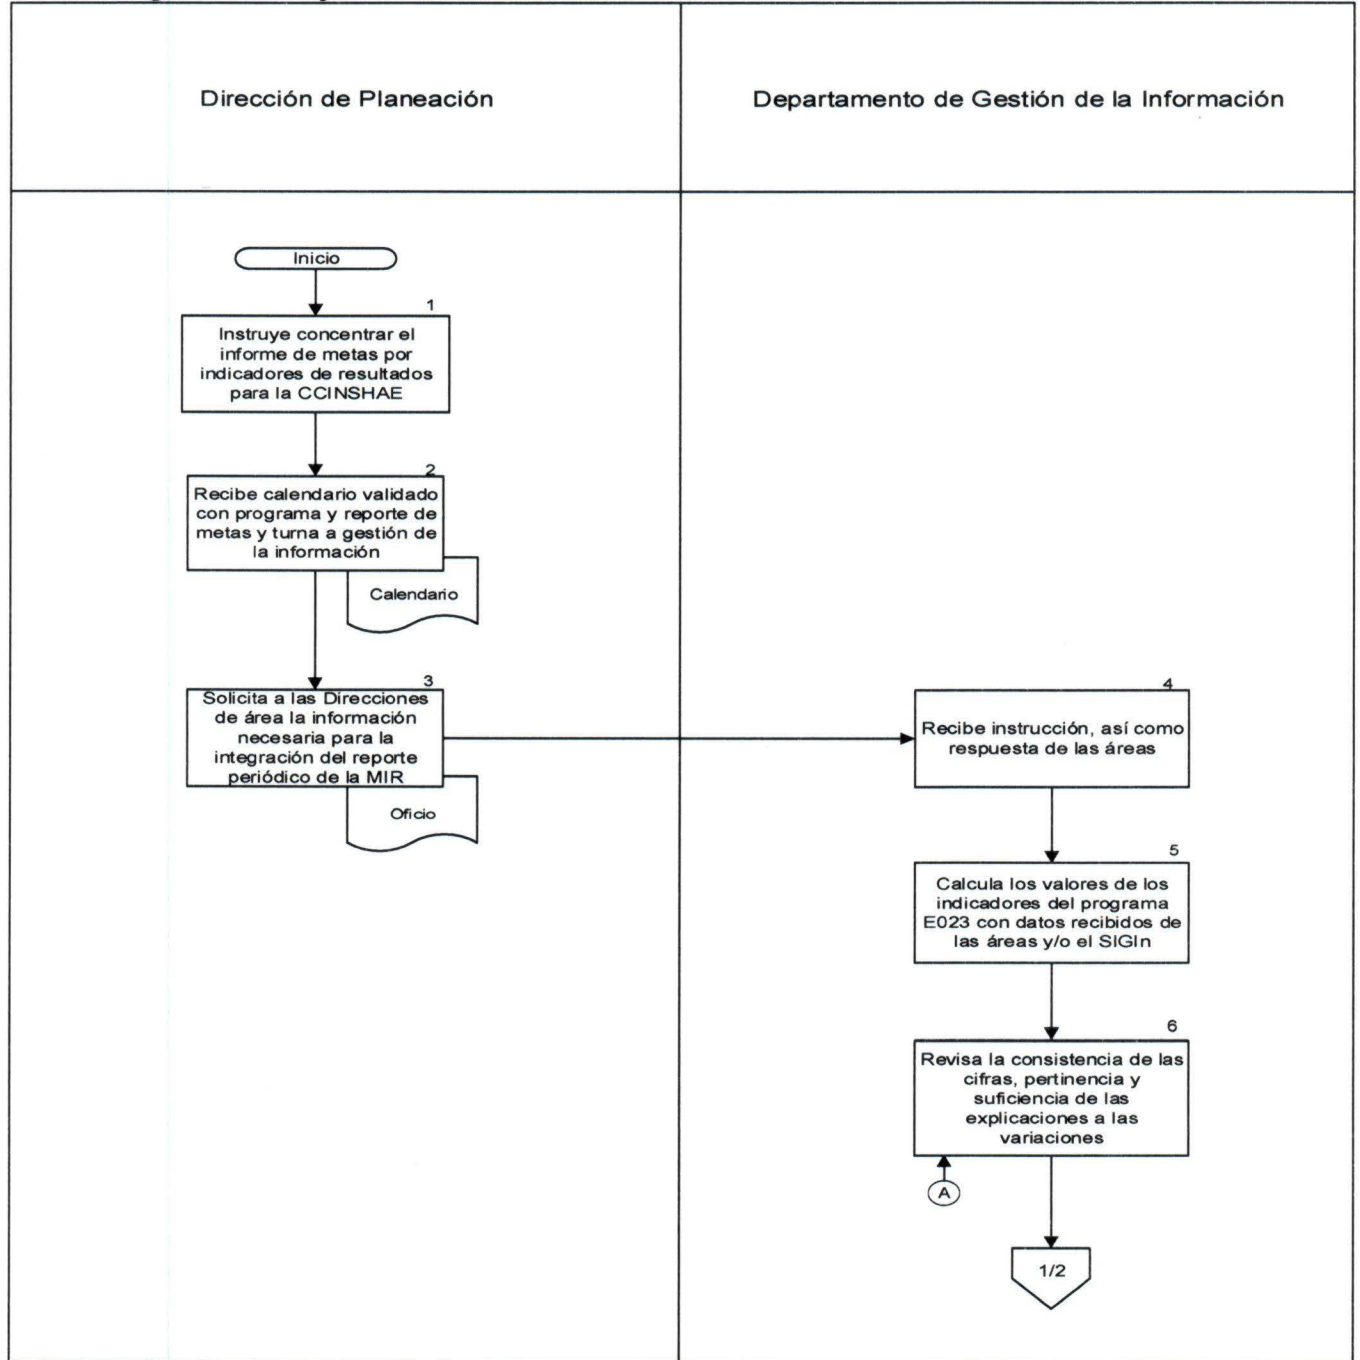 Dirección de Planeación
Departamento de Gestión de la Información
Inicio
1
Instruye concentrar el
informe de metas por
indicadores de resultados
para la CCINSHAE
2
Recibe calendario validado
con programa y reporte de
metas y turna a gestión de
la información
Calendario
3
Solicita a las Direcciones
de área la información
necesaria para la
integración del reporte
periódico de la MIR
Oficio
4
Recibe instrucción, así como
respuesta de las áreas
5
Calcula los valores de los
indicadores del programa
E023 con datos recibidos de
las áreas y/o el SIGIn
6
Revisa la consistencia de las
cifras, pertinencia y
suficiencia de las
explicaciones a las
variaciones
A
1/2